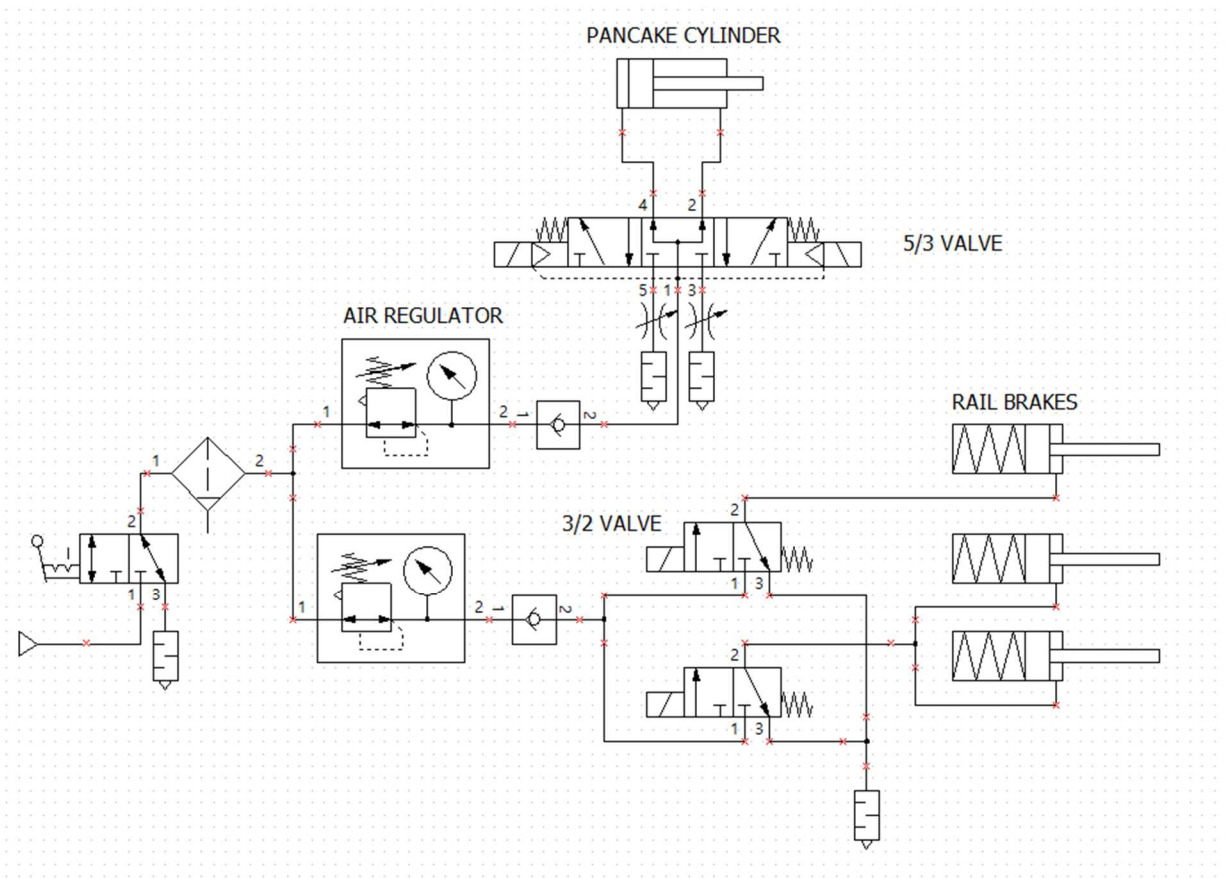 PANCAKE CYLINDER
4 2
5/3 VALVE
5 1 3
AIR REGULATOR
1 2 1 2
RAIL BRAKES
1 2
2
3/2 VALVE
2
1 3
1 3
1 2 1 2
2
1 3